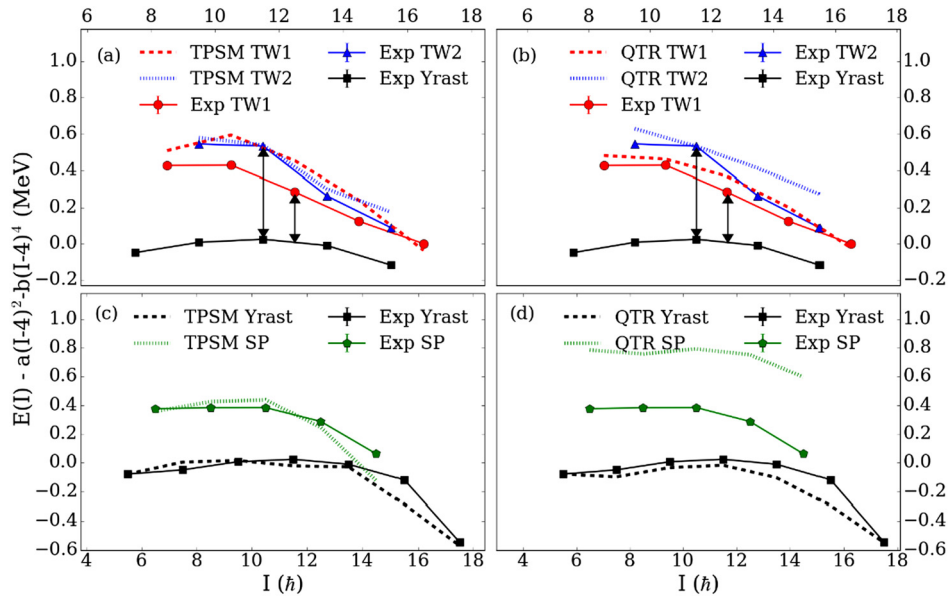 4 6 8 10 12 14 16 18 4 6 8 10 12 14 16 18
(a) TPSM TW1 Exp TW2
TPSM TW2 Exp Yrast
Exp TW1
(b) QTR TW1 Exp TW2
QTR TW2 Exp Yrast
Exp TW1
1.0 1.0
0.8 0.8
0.6 0.6
0.4 0.4
0.2 0.2
0.0 0.0
−0.2 −0.2
E(I) - a(I-4)²-b(I-4)⁴ (MeV)
(c) TPSM Yrast Exp Yrast
TPSM SP Exp SP
(d) QTR Yrast Exp Yrast
QTR SP Exp SP
1.0 1.0
0.8 0.8
0.6 0.6
0.4 0.4
0.2 0.2
0.0 0.0
−0.2 −0.2
−0.4 −0.4
−0.6 −0.6
4 6 8 10 12 14 16 18 4 6 8 10 12 14 16 18
I (ħ) I (ħ)